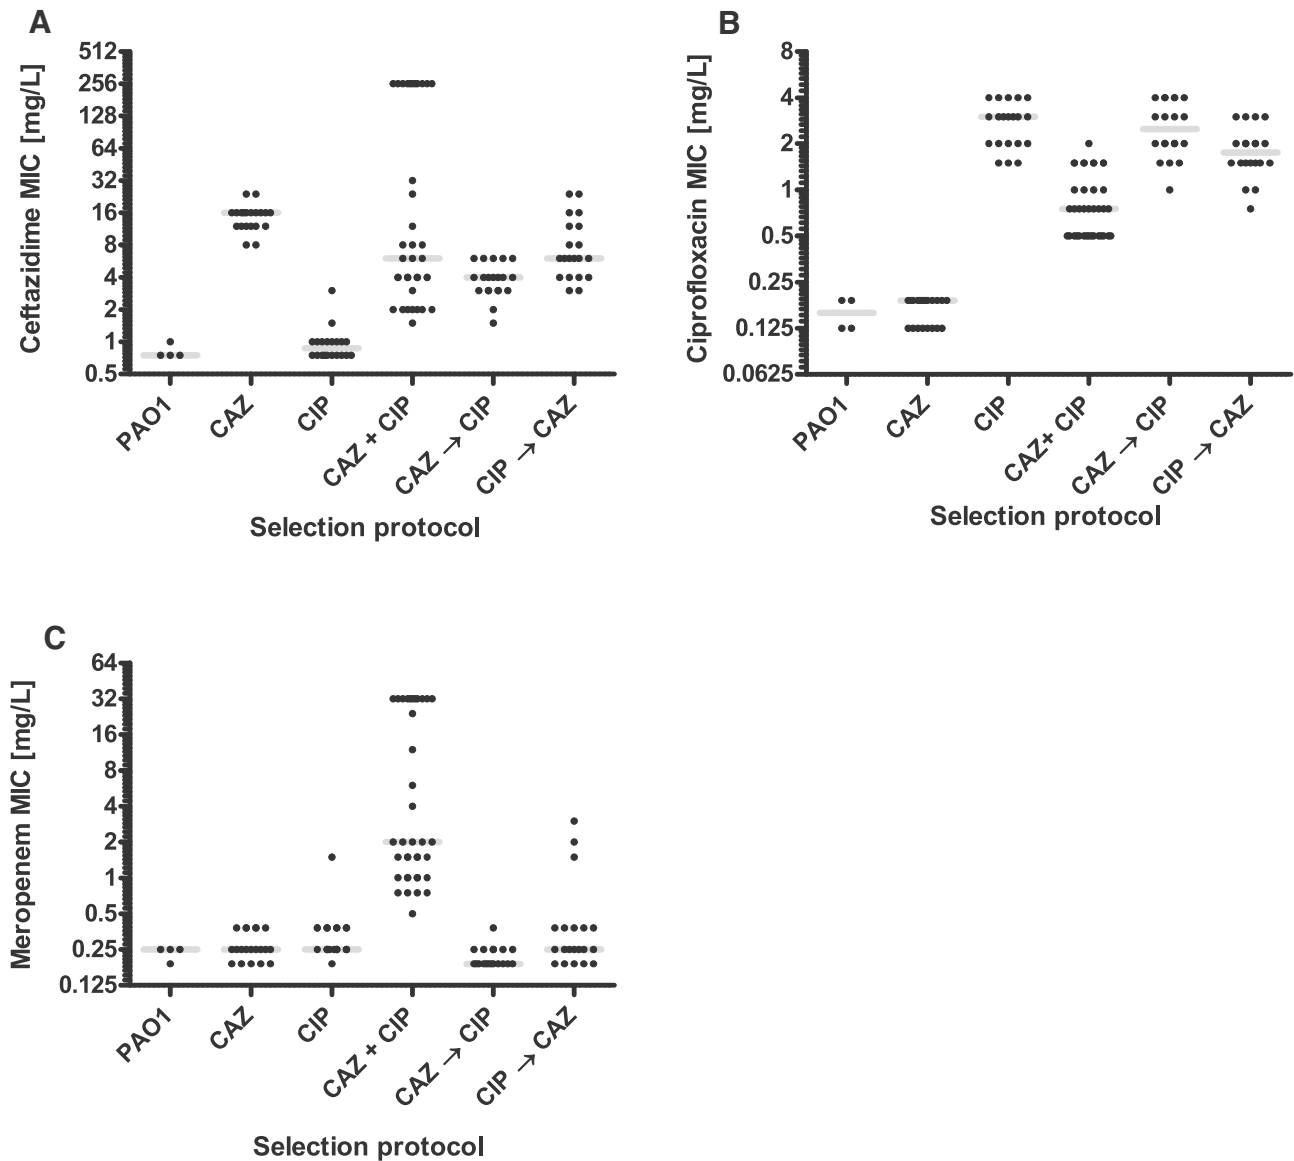 A
Ceftazidime MIC [mg/L]
512
256
128
64
32
16
8
4
2
1
0.5
PAO1
CAZ
CIP
CAZ + CIP
CAZ → CIP
CIP → CAZ
Selection protocol
B
Ciprofloxacin MIC [mg/L]
8
4
2
1
0.5
0.25
0.125
0.0625
PAO1
CAZ
CIP
CAZ+ CIP
CAZ → CIP
CIP → CAZ
Selection protocol
C
Meropenem MIC [mg/L]
64
32
16
8
4
2
1
0.5
0.25
0.125
PAO1
CAZ
CIP
CAZ + CIP
CAZ → CIP
CIP → CAZ
Selection protocol